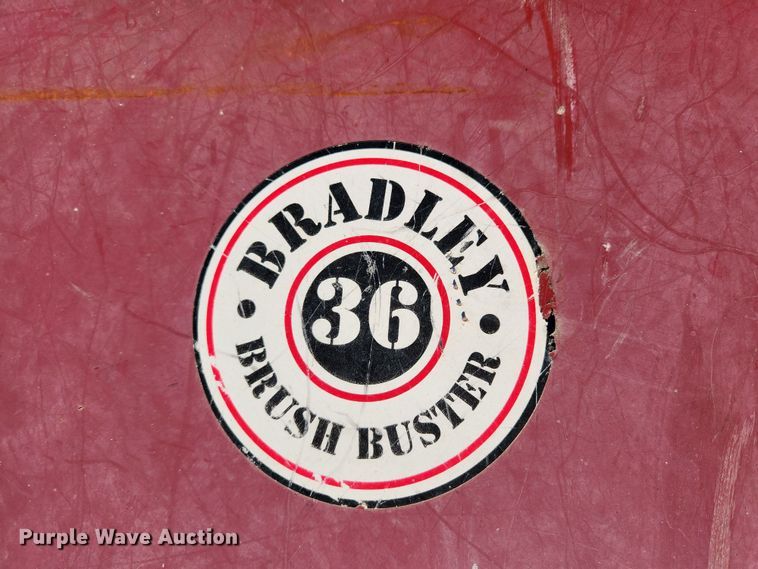 BRADLEY
36
BRUSH BUSTER
Purple Wave Auction